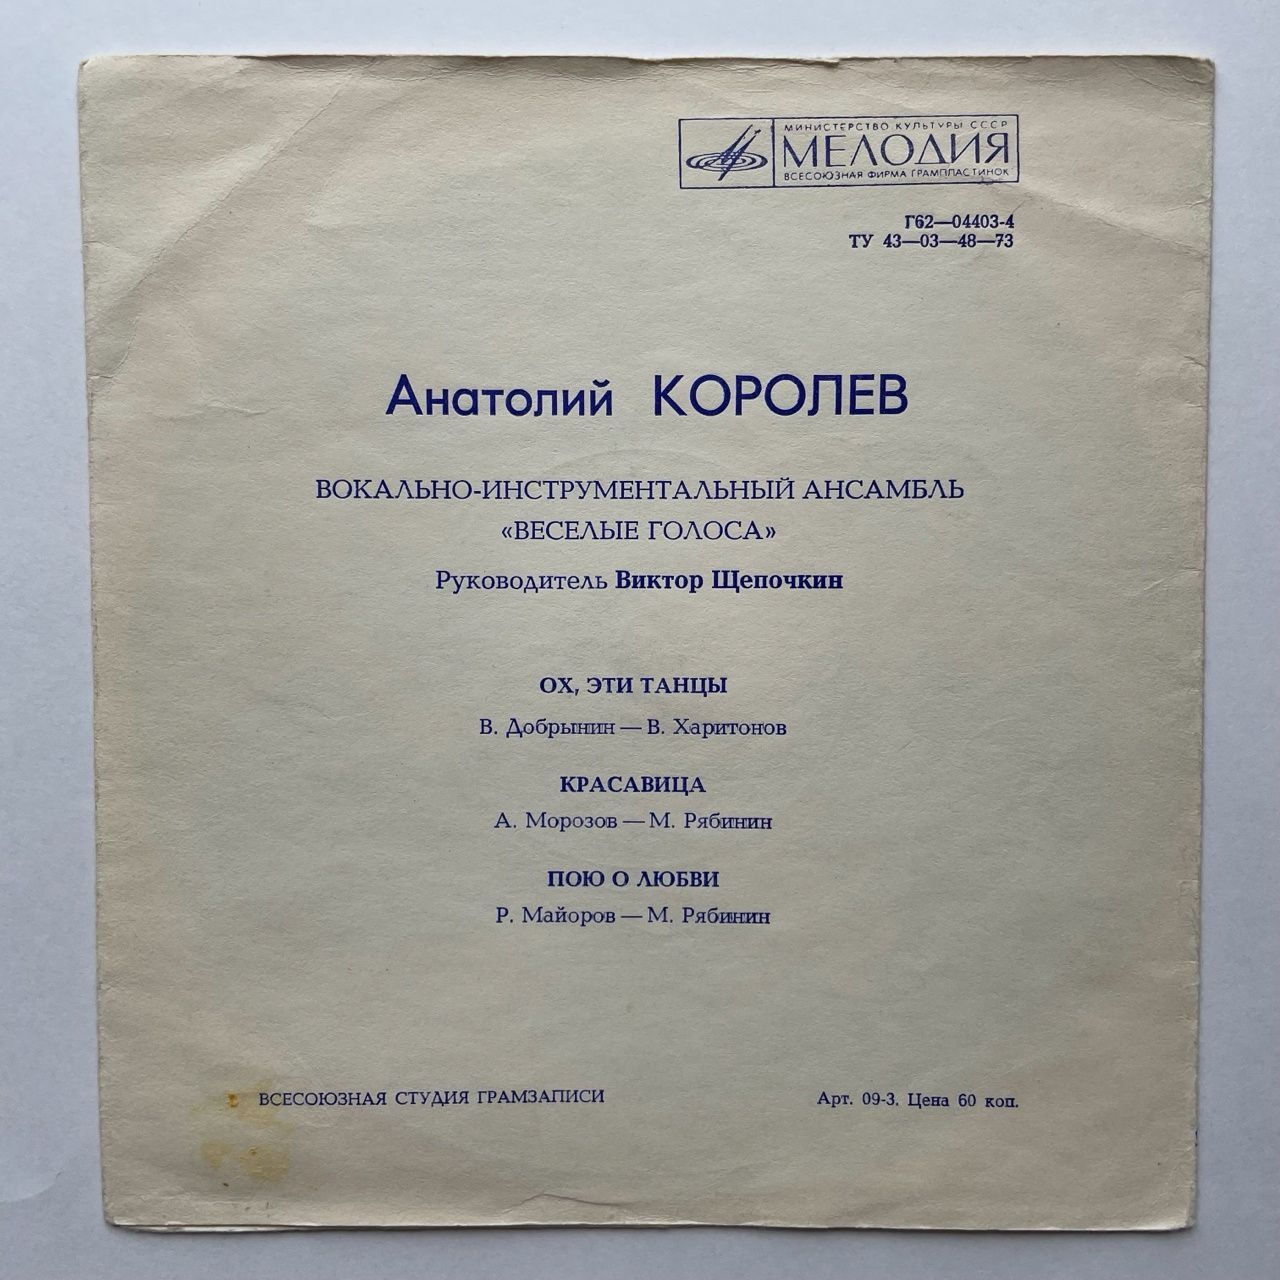 МИНИСТЕРСТВО КУЛЬТУРЫ СССР
МЕЛОДИЯ
ВСЕСОЮЗНАЯ ФИРМА ГРАМПЛАСТИНОК
Г62—04403-4
ТУ 43—03—48—73
Анатолий КОРОЛЕВ
ВОКАЛЬНО-ИНСТРУМЕНТАЛЬНЫЙ АНСАМБЛЬ
«ВЕСЕЛЫЕ ГОЛОСА»
Руководитель Виктор Щепочкин
ОХ, ЭТИ ТАНЦЫ
В. Добрынин — В. Харитонов
КРАСАВИЦА
А. Морозов — М. Рябинин
ПОЮ О ЛЮБВИ
Р. Майоров — М. Рябинин
ВСЕСОЮЗНАЯ СТУДИЯ ГРАМЗАПИСИ
Арт. 09-3. Цена 60 коп.